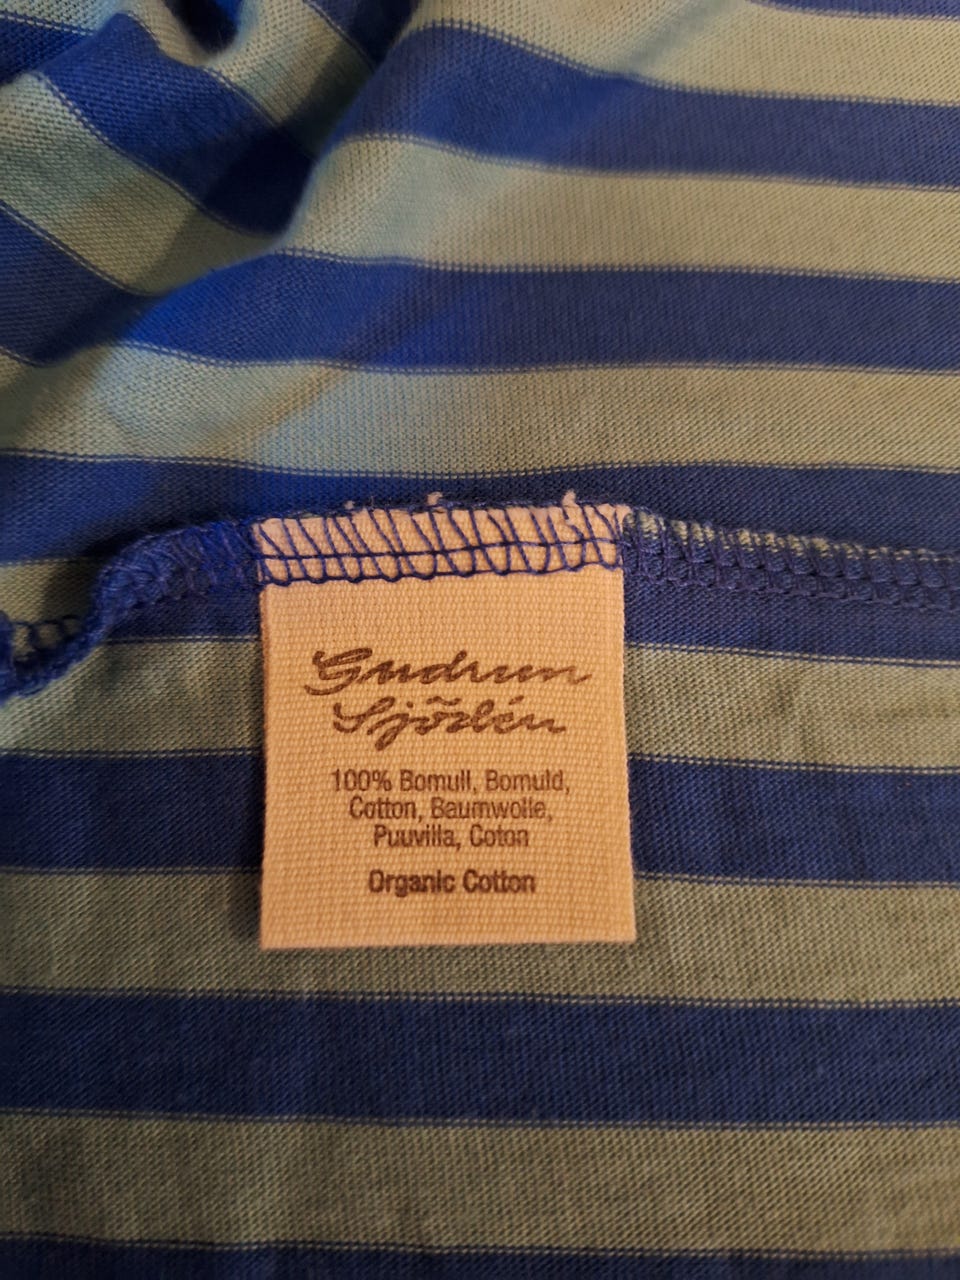 Gudrun
Sjödén
100% Bomull, Bomuld,
Cotton, Baumwolle,
Puuvilla, Coton
Organic Cotton